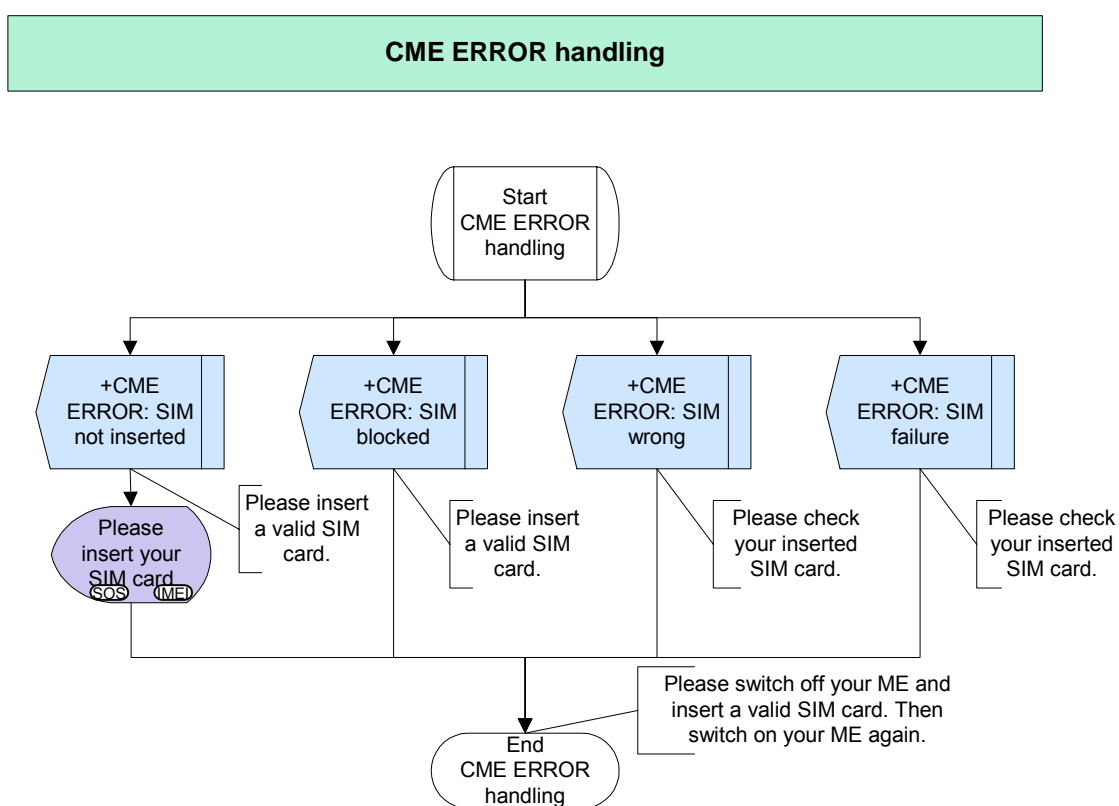 CME ERROR handling
Start
CME ERROR
handling
+CME
ERROR: SIM
not inserted
+CME
ERROR: SIM
blocked
+CME
ERROR: SIM
wrong
+CME
ERROR: SIM
failure
Please
insert your
SIM card
SOS
IMEI
Please insert
a valid SIM
card.
Please insert
a valid SIM
card.
Please check
your inserted
SIM card.
Please check
your inserted
SIM card.
Please switch off your ME and
insert a valid SIM card. Then
switch on your ME again.
End
CME ERROR
handling